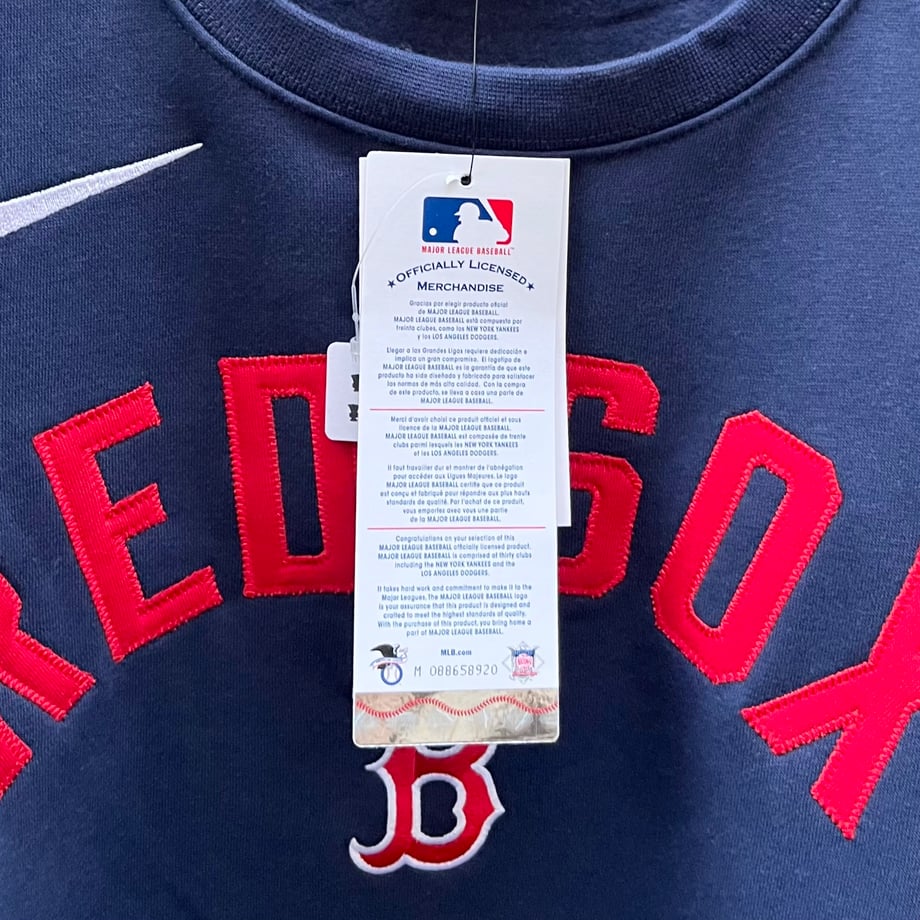 MAJOR LEAGUE BASEBALL™
★OFFICIALLY LICENSED★
MERCHANDISE
Gracias por elegir producto oficial
de MAJOR LEAGUE BASEBALL.
MAJOR LEAGUE BASEBALL está compuesta por
treinta clubes, como los NEW YORK YANKEES
y los LOS ANGELES DODGERS.
Llegar a las Grandes Ligas requiere dedicación e
implica un gran compromiso. El logotipo de
MAJOR LEAGUE BASEBALL es la garantía de que este
producto ha sido diseñado y fabricado para satisfacer
las normas de más alta calidad. Con la compra
de este producto, se lleva a casa una parte de
MAJOR LEAGUE BASEBALL.
Merci d'avoir choisi ce produit officiel et sous
licence de la MAJOR LEAGUE BASEBALL.
MAJOR LEAGUE BASEBALL est composée de trente
clubs parmi lesquels les NEW YORK YANKEES
et les LOS ANGELES DODGERS.
Il faut travailler dur et montrer de l'abnégation
pour accéder aux Ligues Majeures. Le logo
MAJOR LEAGUE BASEBALL certifie que ce produit
est conçu et fabriqué pour répondre aux plus hauts
standards de qualité. Par l'achat de ce produit,
vous emportez avec vous une partie
de la MAJOR LEAGUE BASEBALL.
Congratulations on your selection of this
MAJOR LEAGUE BASEBALL officially licensed product.
MAJOR LEAGUE BASEBALL is comprised of thirty clubs
including the NEW YORK YANKEES and the
LOS ANGELES DODGERS.
It takes hard work and commitment to make it to the
Major Leagues. The MAJOR LEAGUE BASEBALL logo
is your assurance that this product is designed and
crafted to meet the highest standards of quality.
With the purchase of this product, you bring home a
part of MAJOR LEAGUE BASEBALL.
MLB.com
M 088658920
RED SOX
B